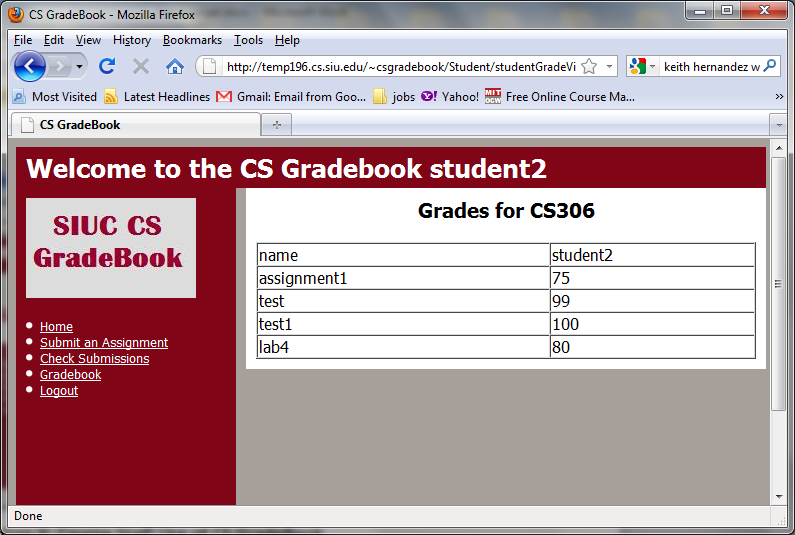 CS GradeBook - Mozilla Firefox
File Edit View History Bookmarks Tools Help
http://temp196.cs.siu.edu/~csgradebook/Student/studentGradeVi
keith hernandez w
Most Visited Latest Headlines Gmail: Email from Goo... jobs Yahoo! MIT OCW Free Online Course Ma... »
CS GradeBook
Welcome to the CS Gradebook student2
SIUC CS
GradeBook
Home
Submit an Assignment
Check Submissions
Gradebook
Logout
Grades for CS306
name student2
assignment1 75
test 99
test1 100
lab4 80
Done